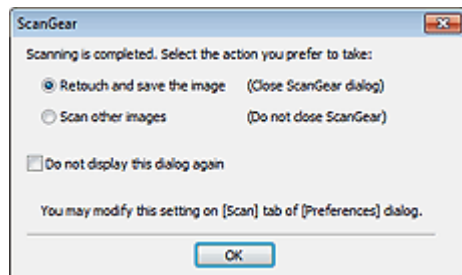 ScanGear
Scanning is completed. Select the action you prefer to take:
Retouch and save the image (Close ScanGear dialog)
Scan other images (Do not close ScanGear)
Do not display this dialog again
You may modify this setting on [Scan] tab of [Preferences] dialog.
OK